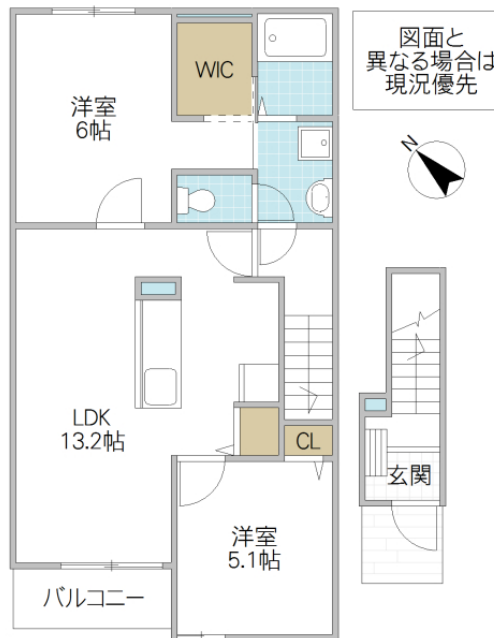 図面と
異なる場合は
現況優先
WIC
洋室
6帖
N
LDK
13.2帖
CL
玄関
洋室
5.1帖
バルコニー